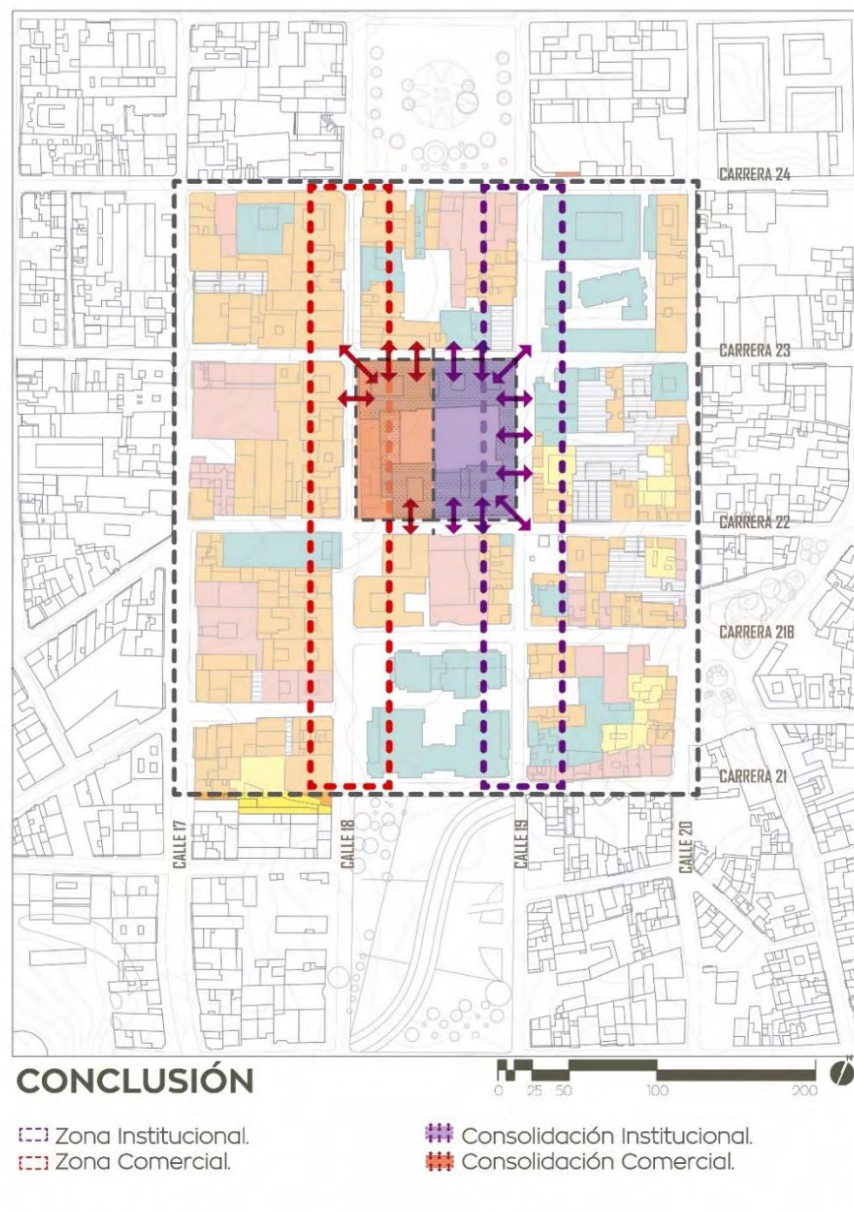 CARRERA 24
CARRERA 23
CARRERA 22
CARRERA 21B
CARRERA 21
CALLE 17
CALLE 18
CALLE 19
CALLE 20
CONCLUSIÓN
0 25 50 100 200
N
Zona Institucional.
Zona Comercial.
Consolidación Institucional.
Consolidación Comercial.